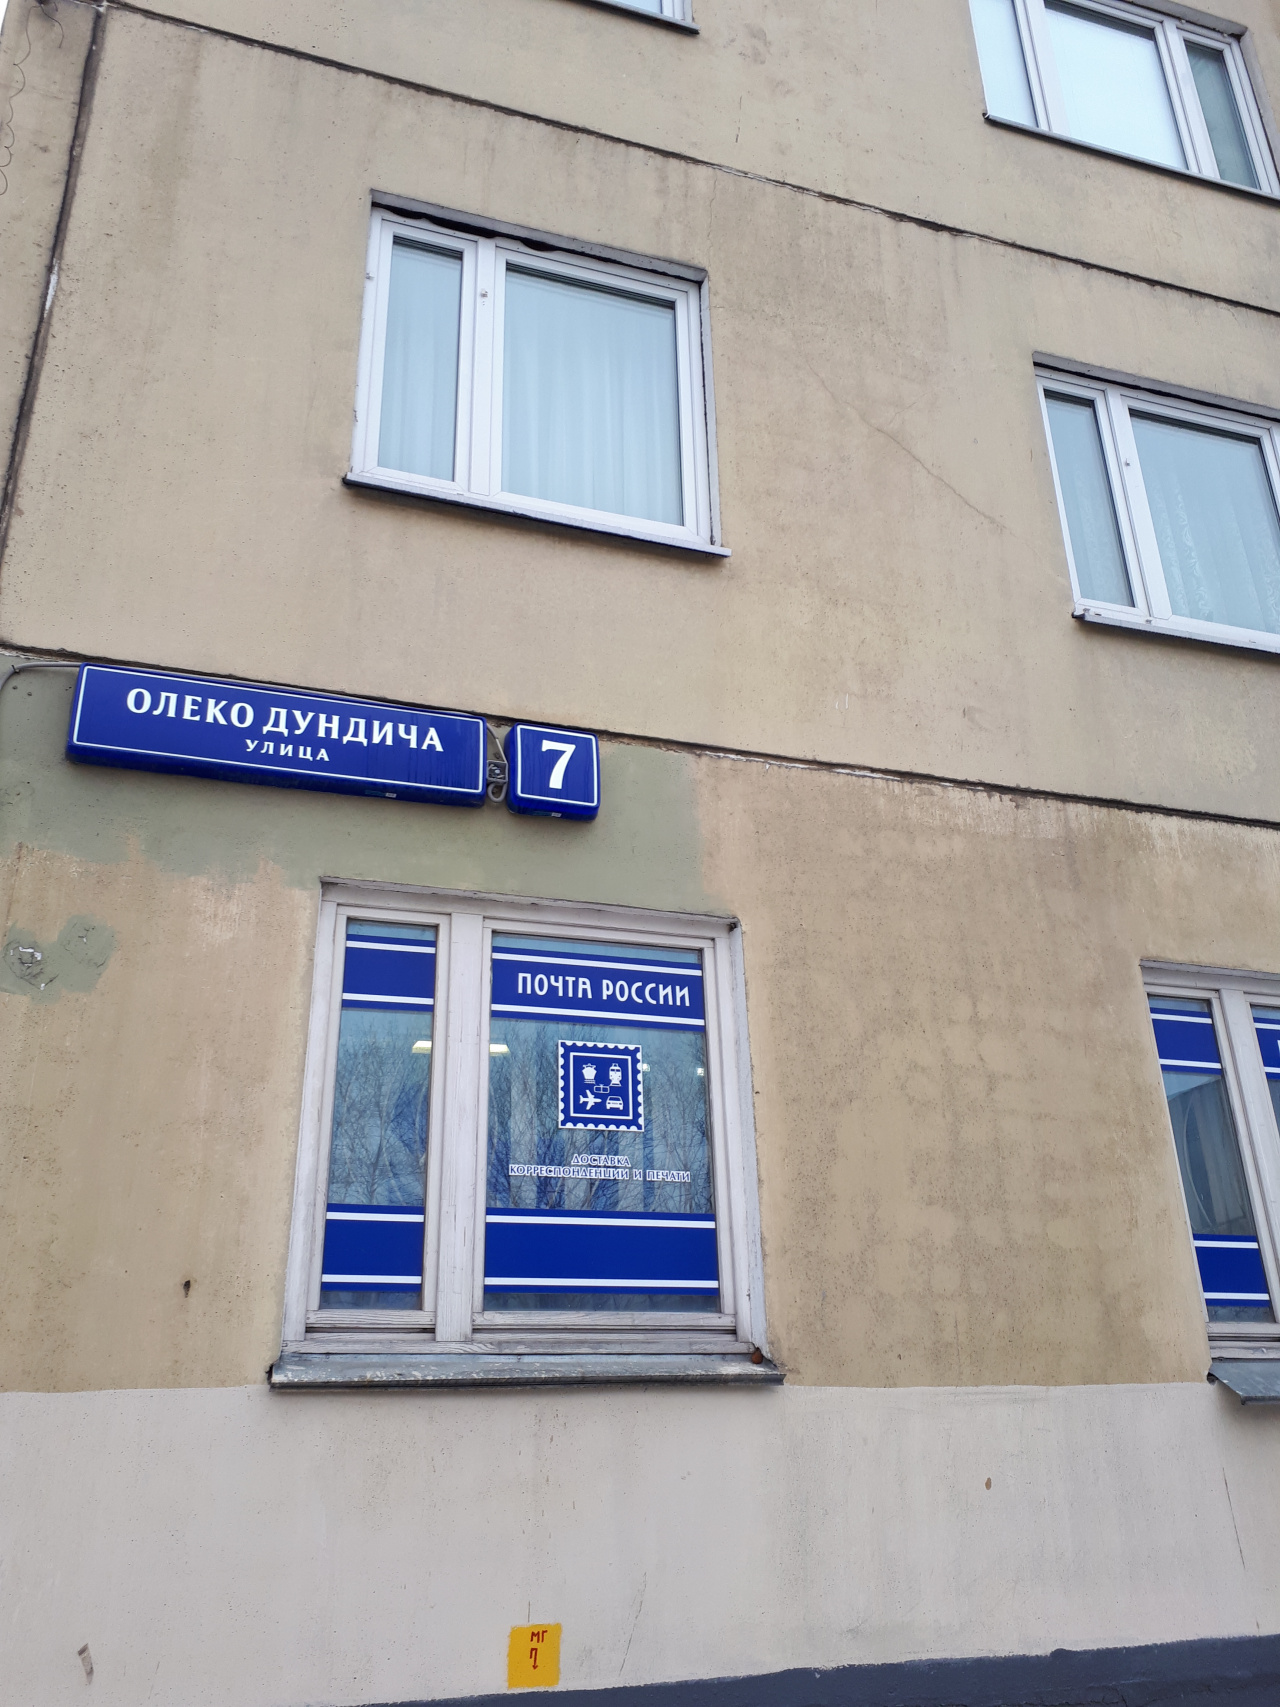 ОЛЕКО ДУНДИЧА
УЛИЦА
7
ПОЧТА РОССИИ
ДОСТАВКА
КОРРЕСПОНДЕНЦИИ И ПЕЧАТИ
МГ